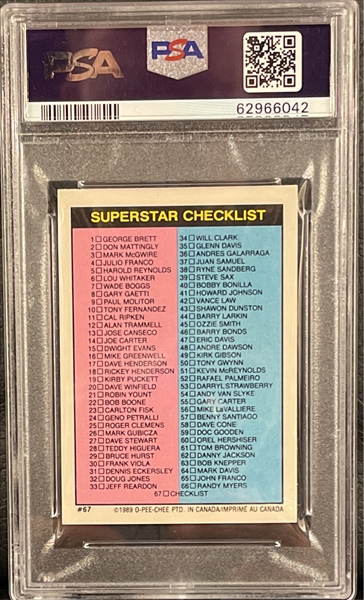 PSA
PSA
62966042
SUPERSTAR CHECKLIST
1 □ GEORGE BRETT
2 □ DON MATTINGLY
3 □ MARK McGWIRE
4 □ JULIO FRANCO
5 □ HAROLD REYNOLDS
6 □ LOU WHITAKER
7 □ WADE BOGGS
8 □ GARY GAETTI
9 □ PAUL MOLITOR
10 □ TONY FERNANDEZ
11 □ CAL RIPKEN
12 □ ALAN TRAMMELL
13 □ JOSE CANSECO
14 □ JOE CARTER
15 □ DWIGHT EVANS
16 □ MIKE GREENWELL
17 □ DAVE HENDERSON
18 □ RICKEY HENDERSON
19 □ KIRBY PUCKETT
20 □ DAVE WINFIELD
21 □ ROBIN YOUNT
22 □ BOB BOONE
23 □ CARLTON FISK
24 □ GENO PETRALLI
25 □ ROGER CLEMENS
26 □ MARK GUBICZA
27 □ DAVE STEWART
28 □ TEDDY HIGUERA
29 □ BRUCE HURST
30 □ FRANK VIOLA
31 □ DENNIS ECKERSLEY
32 □ DOUG JONES
33 □ JEFF REARDON
34 □ WILL CLARK
35 □ GLENN DAVIS
36 □ ANDRES GALARRAGA
37 □ JUAN SAMUEL
38 □ RYNE SANDBERG
39 □ STEVE SAX
40 □ BOBBY BONILLA
41 □ HOWARD JOHNSON
42 □ VANCE LAW
43 □ SHAWON DUNSTON
44 □ BARRY LARKIN
45 □ OZZIE SMITH
46 □ BARRY BONDS
47 □ ERIC DAVIS
48 □ ANDRE DAWSON
49 □ KIRK GIBSON
50 □ TONY GWYNN
51 □ KEVIN McREYNOLDS
52 □ RAFAEL PALMEIRO
53 □ DARRYL STRAWBERRY
54 □ ANDY VAN SLYKE
55 □ GARY CARTER
56 □ MIKE LaVALLIERE
57 □ BENNY SANTIAGO
58 □ DAVE CONE
59 □ DOC GOODEN
60 □ OREL HERSHISER
61 □ TOM BROWNING
62 □ DANNY JACKSON
63 □ BOB KNEPPER
64 □ MARK DAVIS
65 □ JOHN FRANCO
66 □ RANDY MYERS
67 □ CHECKLIST
#67 ©1989 O-PEE-CHEE PTD. IN CANADA/IMPRIMÉ AU CANADA